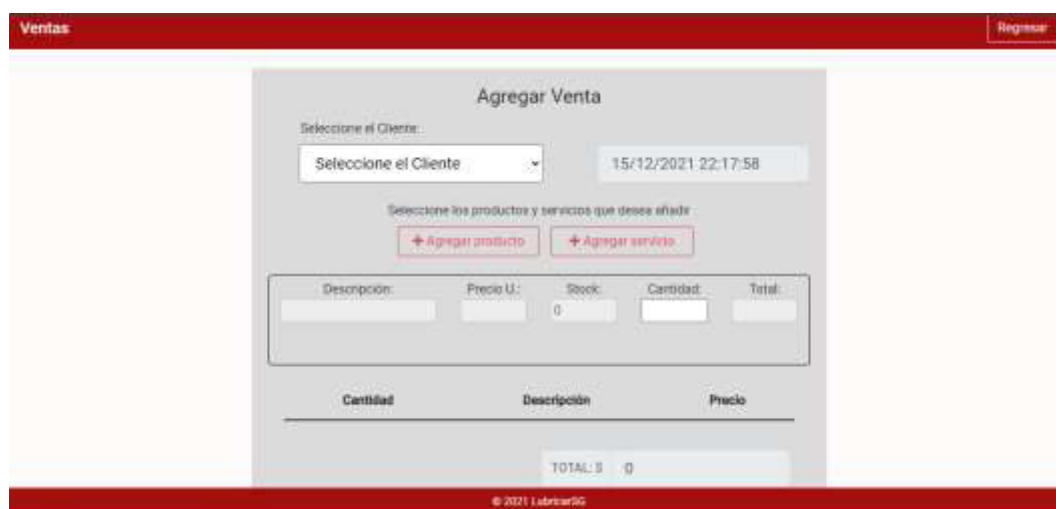 Ventas
Regresar
Agregar Venta
Seleccione el Cliente:
Seleccione el Cliente
15/12/2021 22:17:58
Seleccione los productos y servicios que desea añadir
+ Agregar producto
+ Agregar servicio
Descripción: Precio U.: Stock: Cantidad: Total:
0
Cantidad Descripción Precio
TOTAL: $ 0
© 2021 LubricarSG